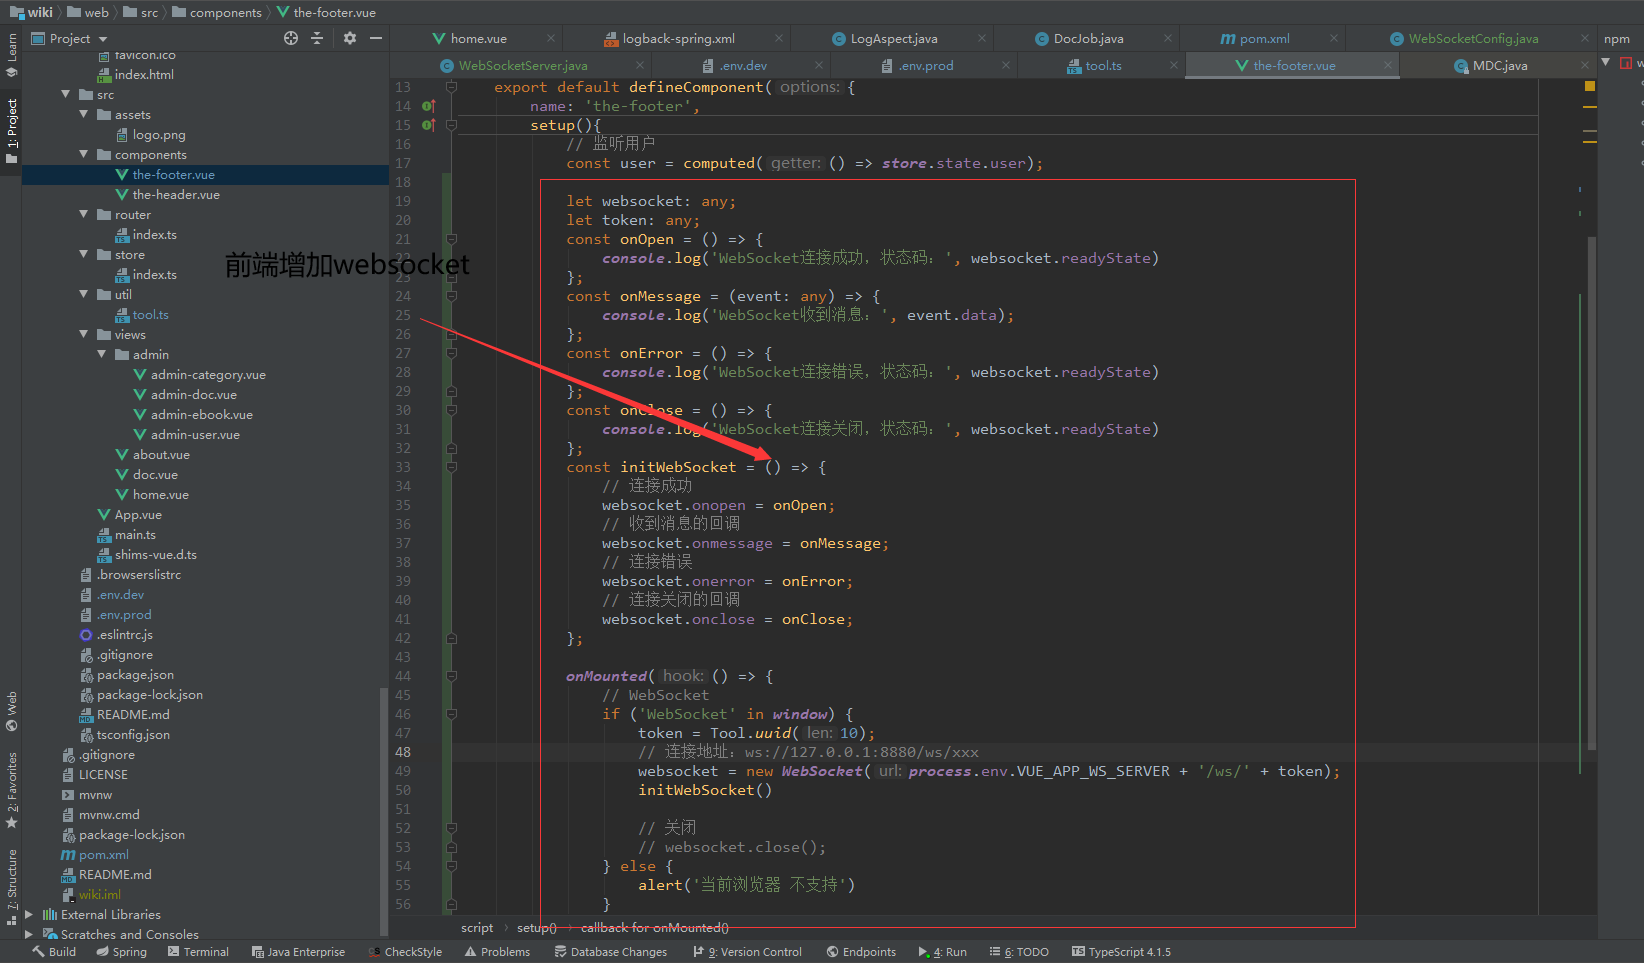 wiki web src components the-footer.vue
Project
home.vue logback-spring.xml LogAspect.java DocJob.java pom.xml WebSocketConfig.java npm
WebSocketServer.java .env.dev .env.prod tool.ts the-footer.vue MDC.java
Learn
1: Project
Web
2: Favorites
7: Structure
favicon.ico
index.html
src
assets
logo.png
components
the-footer.vue
the-header.vue
router
index.ts
store
index.ts
util
tool.ts
views
admin
admin-category.vue
admin-doc.vue
admin-ebook.vue
admin-user.vue
about.vue
doc.vue
home.vue
App.vue
main.ts
shims-vue.d.ts
.browserslistrc
.env.dev
.env.prod
.eslintrc.js
.gitignore
package.json
package-lock.json
README.md
tsconfig.json
.gitignore
LICENSE
mvnw
mvnw.cmd
package-lock.json
pom.xml
README.md
wiki.iml
External Libraries
Scratches and Consoles
前端增加websocket
13 export default defineComponent( options: {
14 name: 'the-footer',
15 setup(){
16 // 监听用户
17 const user = computed( getter: () => store.state.user);
18
19 let websocket: any;
20 let token: any;
21 const onOpen = () => {
console.log('WebSocket连接成功，状态码：', websocket.readyState)
23 };
24 const onMessage = (event: any) => {
25 console.log('WebSocket收到消息：', event.data);
26 };
27 const onError = () => {
28 console.log('WebSocket连接错误，状态码：', websocket.readyState)
29 };
30 const onClose = () => {
31 console.log('WebSocket连接关闭，状态码：', websocket.readyState)
32 };
33 const initWebSocket = () => {
34 // 连接成功
35 websocket.onopen = onOpen;
36 // 收到消息的回调
37 websocket.onmessage = onMessage;
38 // 连接错误
39 websocket.onerror = onError;
40 // 连接关闭的回调
41 websocket.onclose = onClose;
42 };
43
44 onMounted( hook: () => {
45 // WebSocket
46 if ('WebSocket' in window) {
47 token = Tool.uuid( len: 10);
48 // 连接地址：ws://127.0.0.1:8880/ws/xxx
49 websocket = new WebSocket( url: process.env.VUE_APP_WS_SERVER + '/ws/' + token);
50 initWebSocket()
51
52 // 关闭
53 // websocket.close();
54 } else {
55 alert('当前浏览器 不支持')
56 }
script setup() callback for onMounted()
Build Spring Terminal Java Enterprise CheckStyle Problems Database Changes 9: Version Control Endpoints 4: Run 6: TODO TypeScript 4.1.5